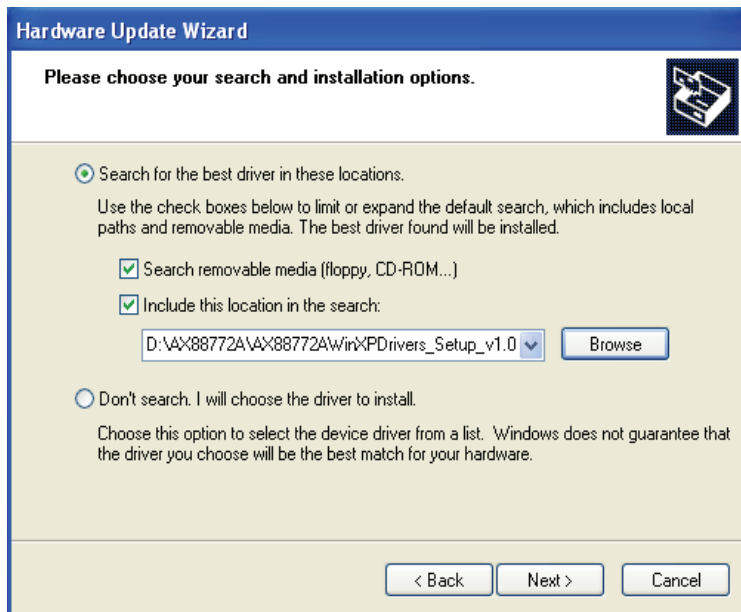 Hardware Update Wizard
Please choose your search and installation options.
Search for the best driver in these locations.
Use the check boxes below to limit or expand the default search, which includes local
paths and removable media. The best driver found will be installed.
Search removable media (floppy, CD-ROM...)
Include this location in the search:
D:\AX88772A\AX88772AWinXPDrivers_Setup_v1.0
Browse
Don't search. I will choose the driver to install.
Choose this option to select the device driver from a list. Windows does not guarantee that
the driver you choose will be the best match for your hardware.
< Back
Next >
Cancel